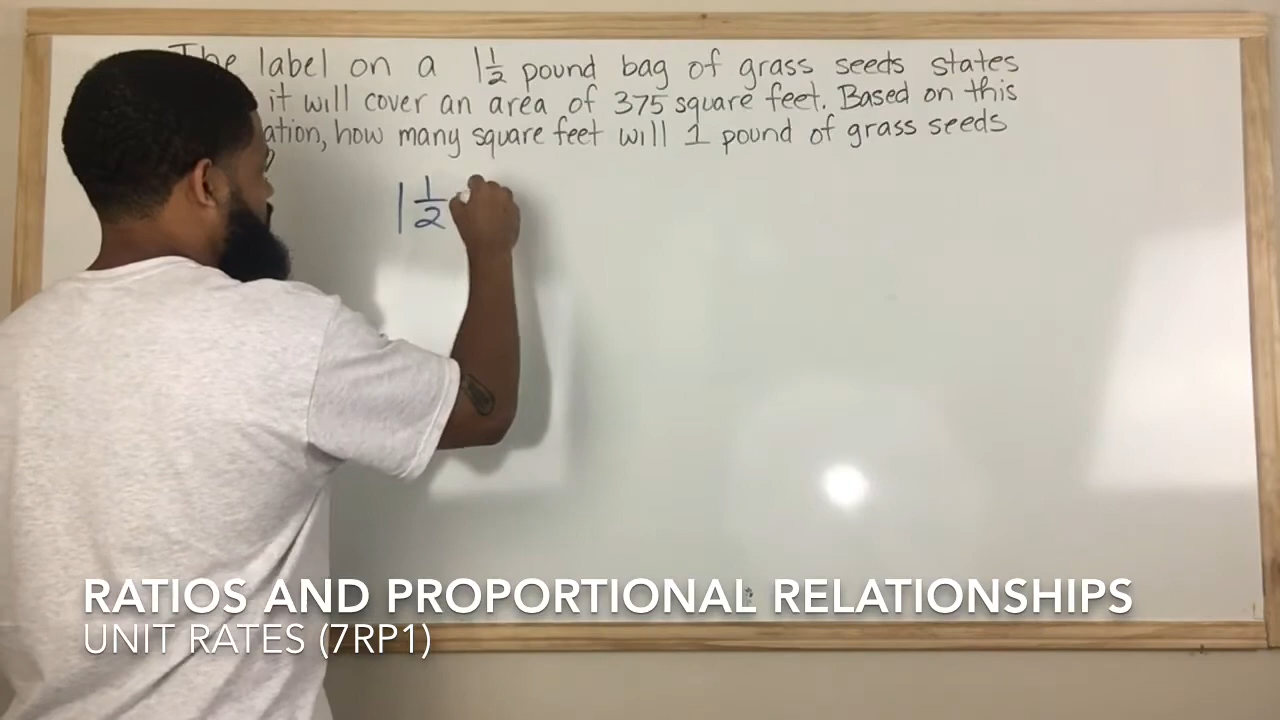 The label on a 1 1/2 pound bag of grass seeds states
it will cover an area of 375 square feet. Based on this
ation, how many square feet will 1 pound of grass seeds
?
1 1/2
RATIOS AND PROPORTIONAL RELATIONSHIPS
UNIT RATES (7RP1)